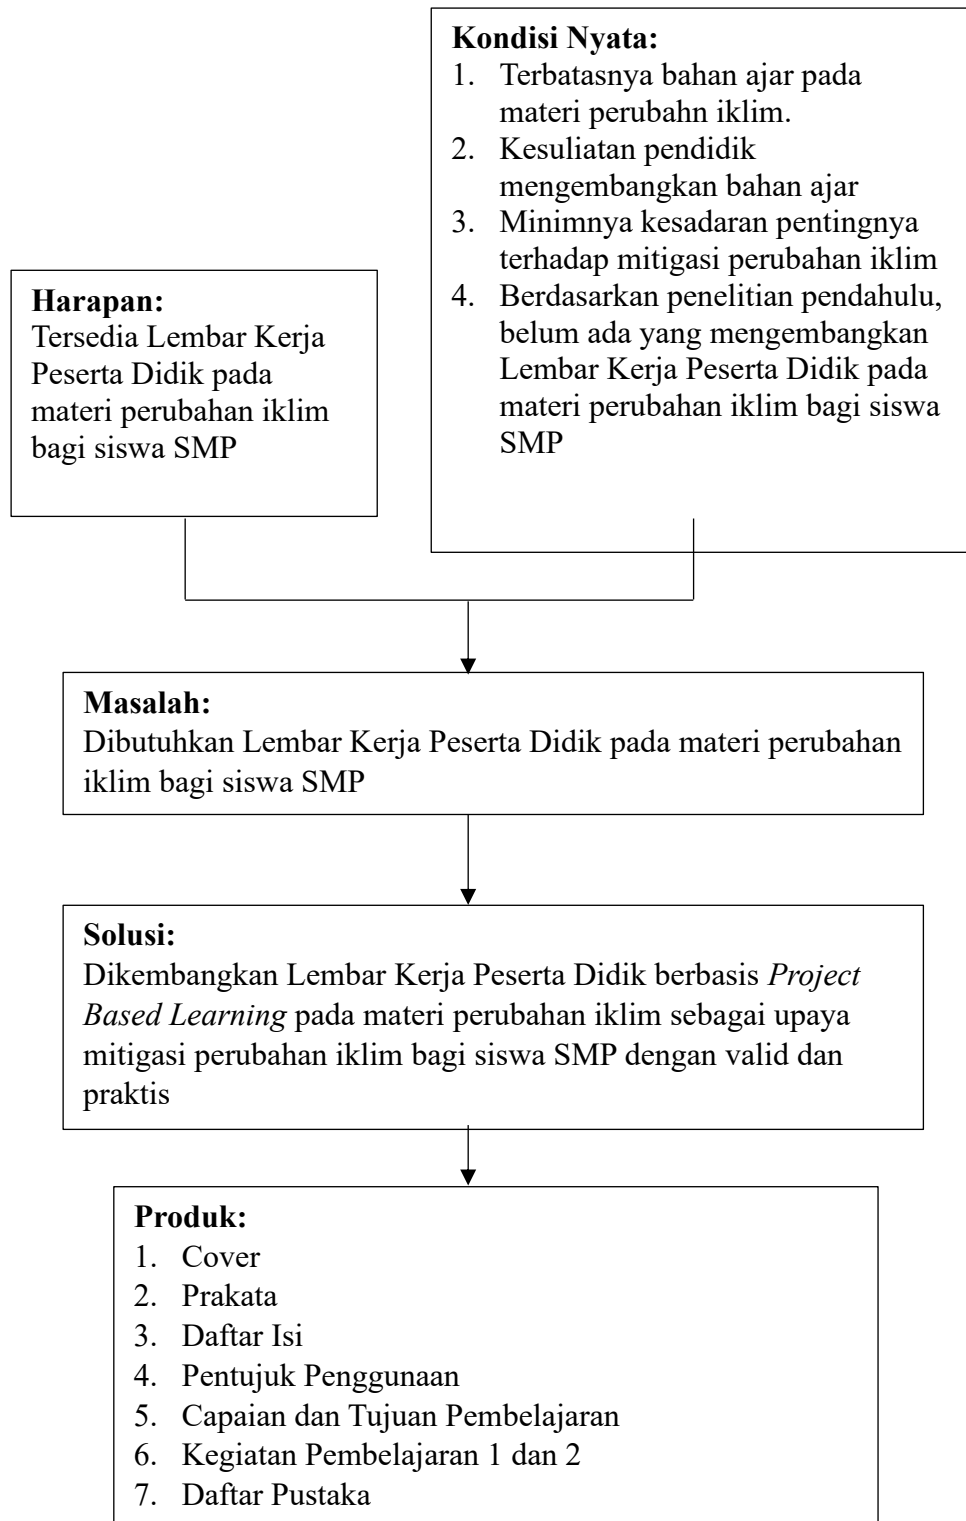 Kondisi Nyata:
1. Terbatasnya bahan ajar pada
materi perubahn iklim.
2. Kesuliatan pendidik
mengembangkan bahan ajar
3. Minimnya kesadaran pentingnya
terhadap mitigasi perubahan iklim
4. Berdasarkan penelitian pendahulu,
belum ada yang mengembangkan
Lembar Kerja Peserta Didik pada
materi perubahan iklim bagi siswa
SMP
Harapan:
Tersedia Lembar Kerja
Peserta Didik pada
materi perubahan iklim
bagi siswa SMP
Masalah:
Dibutuhkan Lembar Kerja Peserta Didik pada materi perubahan
iklim bagi siswa SMP
Solusi:
Dikembangkan Lembar Kerja Peserta Didik berbasis Project
Based Learning pada materi perubahan iklim sebagai upaya
mitigasi perubahan iklim bagi siswa SMP dengan valid dan
praktis
Produk:
1. Cover
2. Prakata
3. Daftar Isi
4. Pentujuk Penggunaan
5. Capaian dan Tujuan Pembelajaran
6. Kegiatan Pembelajaran 1 dan 2
7. Daftar Pustaka